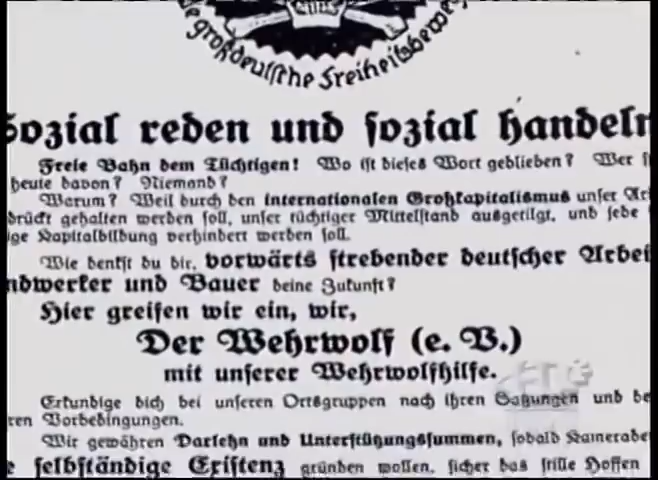 großdeutsche Freiheitsbewe
Sozial reden und sozial handeln
Freie Bahn dem Tüchtigen! Wo ist dieses Wort geblieben? Wer
heute davon? Niemand?
Warum? Weil durch den internationalen Großkapitalismus unser Ar
drückt gehalten werden soll, unser tüchtiger Mittelstand ausgetilgt, und jede
ige Kapitalbildung verhindert werden soll.
Wie denkst du dir, vorwärts strebender deutscher Arbei
ndwerker und Bauer deine Zukunft?
Hier greifen wir ein, wir,
Der Wehrwolf (e. V.)
mit unserer Wehrwolfhilfe.
Erkundige dich bei unseren Ortsgruppen nach ihren Satzungen und de
ren Vorbedingungen.
Wir gewähren Darlehn und Unterstützungssummen, sobald Kamerade
e selbständige Existenz gründen wollen, sicher das stille Hoffen